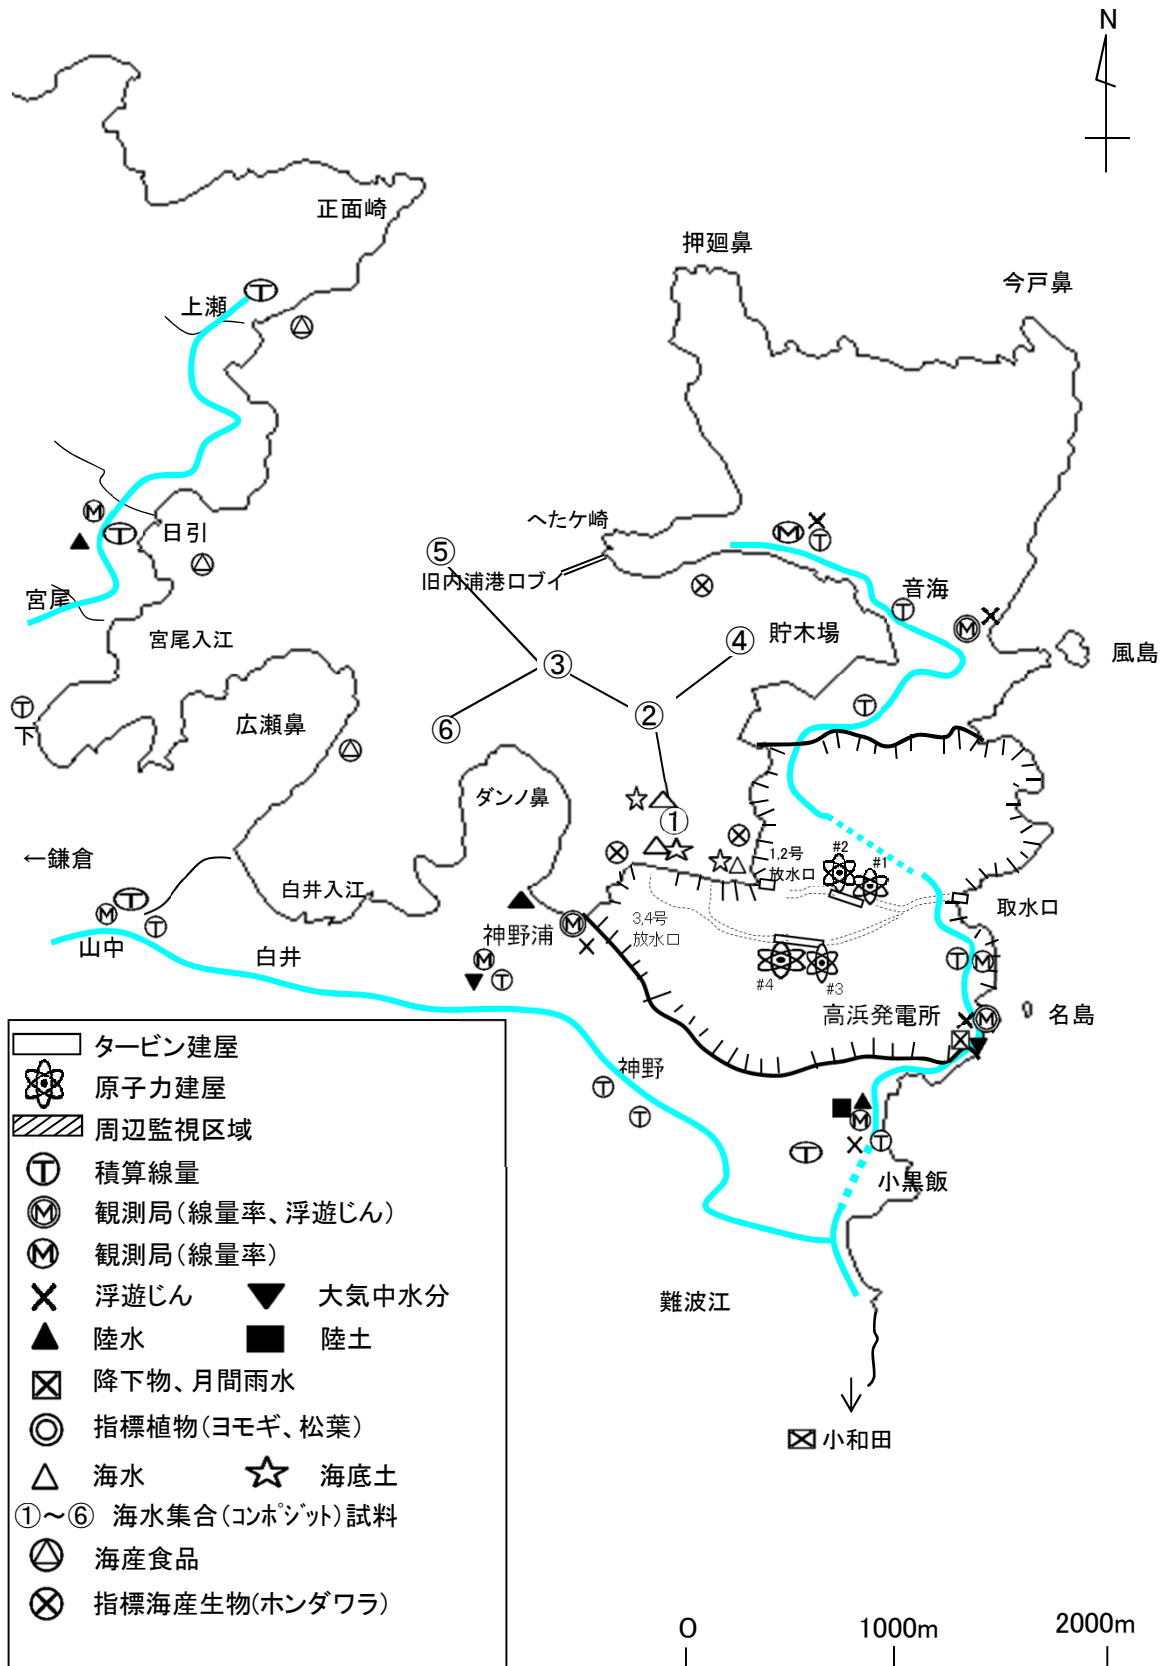 N
正面崎
押廻鼻
今戸鼻
上瀬
T
M
T
日引
へたケ崎
M
T
⑤
旧内浦港口ブイ
宮尾
宮尾入江
T
音海
M
④
貯木場
③
風島
T
下
広瀬鼻
②
⑥
T
ダンノ鼻
①
←鎌倉
1,2号
放水口
#2
#1
白井入江
取水口
T
M
T
山中
白井
神野浦
M
M
T
3,4号
放水口
T
M
#4
#3
高浜発電所
M
名島
神野
T
T
M
T
T
小黒飯
難波江
小和田
タービン建屋
原子力建屋
周辺監視区域
T 積算線量
M 観測局(線量率、浮遊じん)
M 観測局(線量率)
浮遊じん 大気中水分
陸水 陸土
降下物、月間雨水
指標植物(ヨモギ、松葉)
海水 海底土
①～⑥ 海水集合(ｺﾝﾎﾟｼﾞｯﾄ)試料
海産食品
指標海産生物(ホンダワラ)
O 1000m 2000m